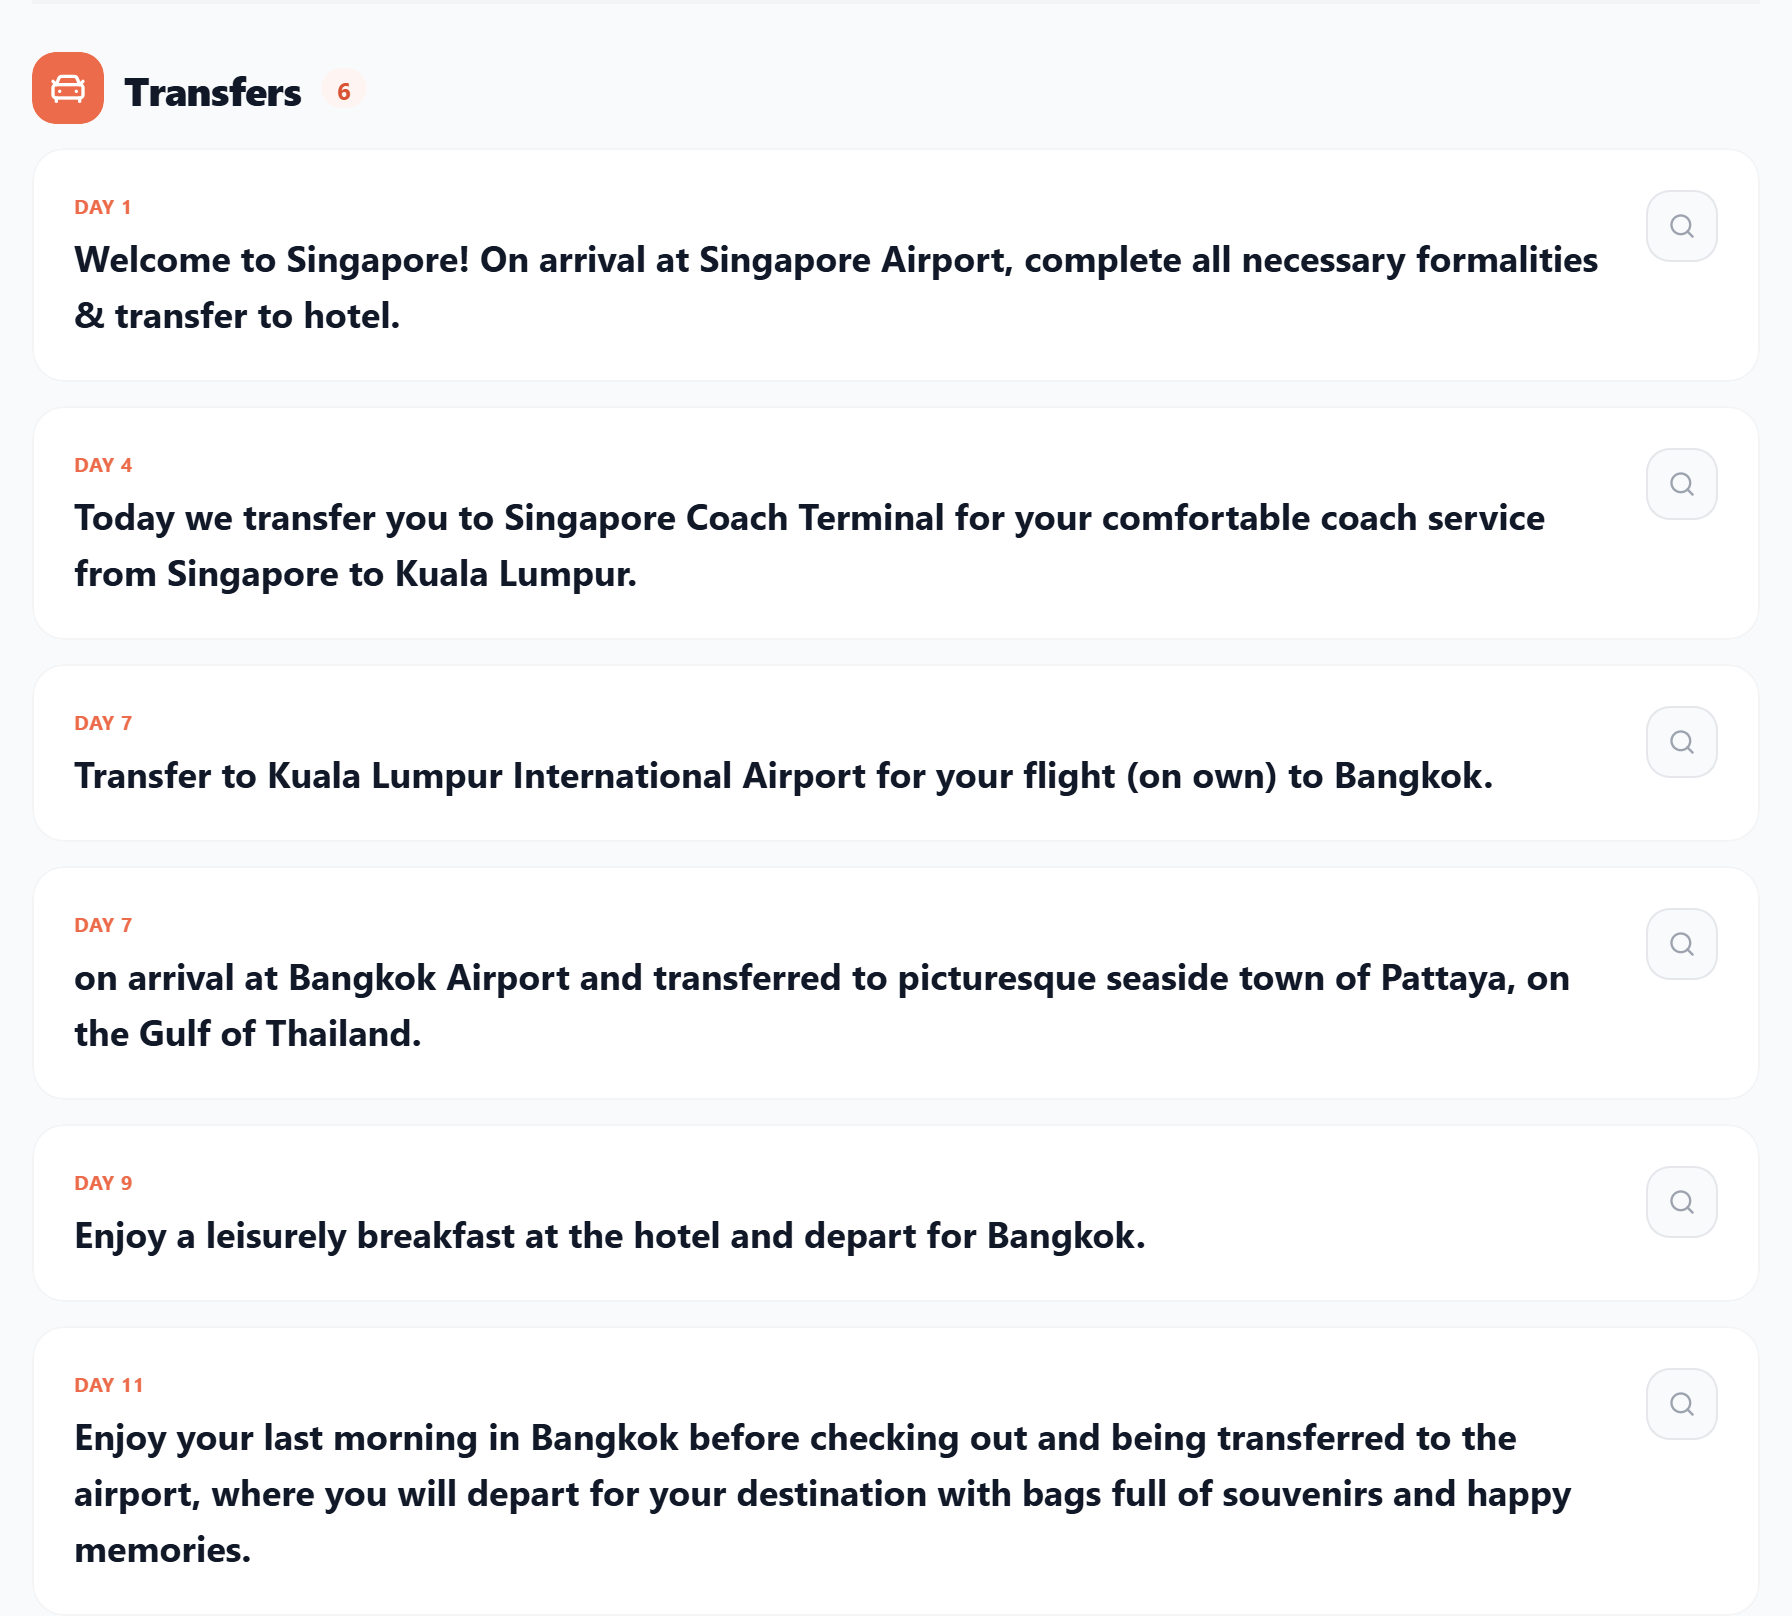 Transfers 6
DAY 1
Welcome to Singapore! On arrival at Singapore Airport, complete all necessary formalities
& transfer to hotel.
DAY 4
Today we transfer you to Singapore Coach Terminal for your comfortable coach service
from Singapore to Kuala Lumpur.
DAY 7
Transfer to Kuala Lumpur International Airport for your flight (on own) to Bangkok.
DAY 7
on arrival at Bangkok Airport and transferred to picturesque seaside town of Pattaya, on
the Gulf of Thailand.
DAY 9
Enjoy a leisurely breakfast at the hotel and depart for Bangkok.
DAY 11
Enjoy your last morning in Bangkok before checking out and being transferred to the
airport, where you will depart for your destination with bags full of souvenirs and happy
memories.